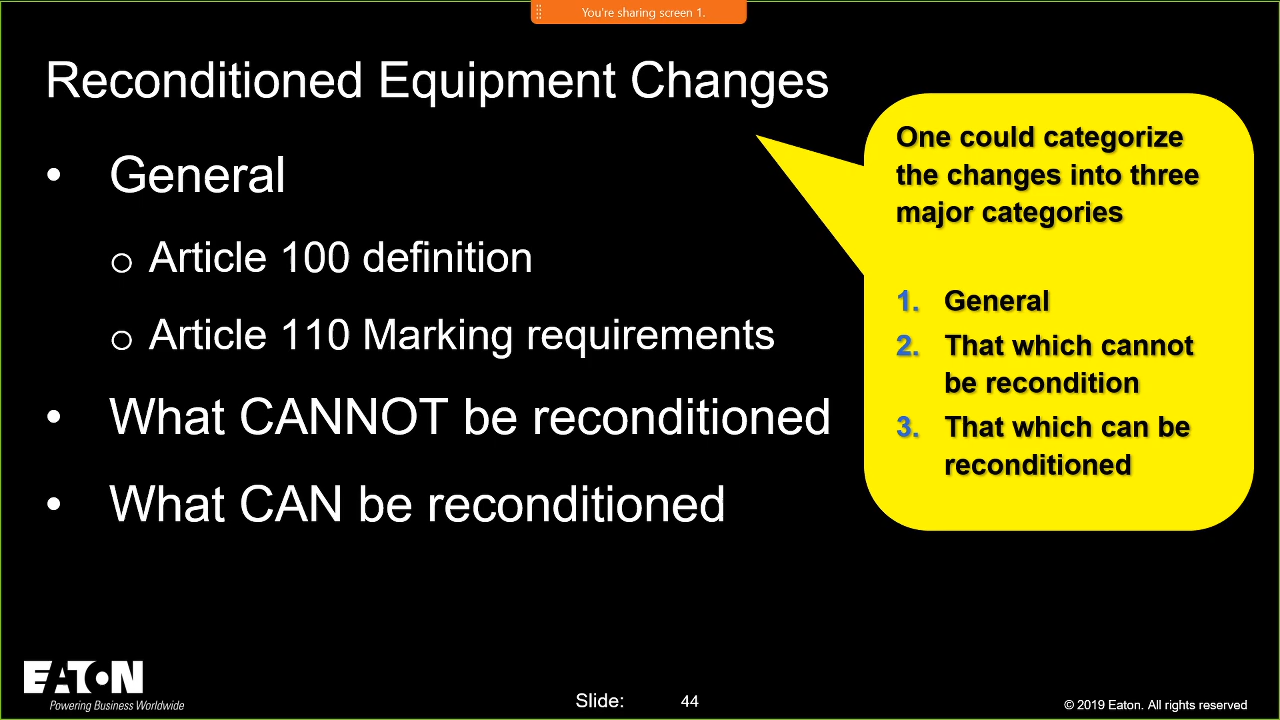 You're sharing screen 1.
Reconditioned Equipment Changes
• General
o Article 100 definition
o Article 110 Marking requirements
• What CANNOT be reconditioned
• What CAN be reconditioned
One could categorize
the changes into three
major categories
1. General
2. That which cannot
be recondition
3. That which can be
reconditioned
EATON
Powering Business Worldwide
Slide: 44
© 2019 Eaton. All rights reserved